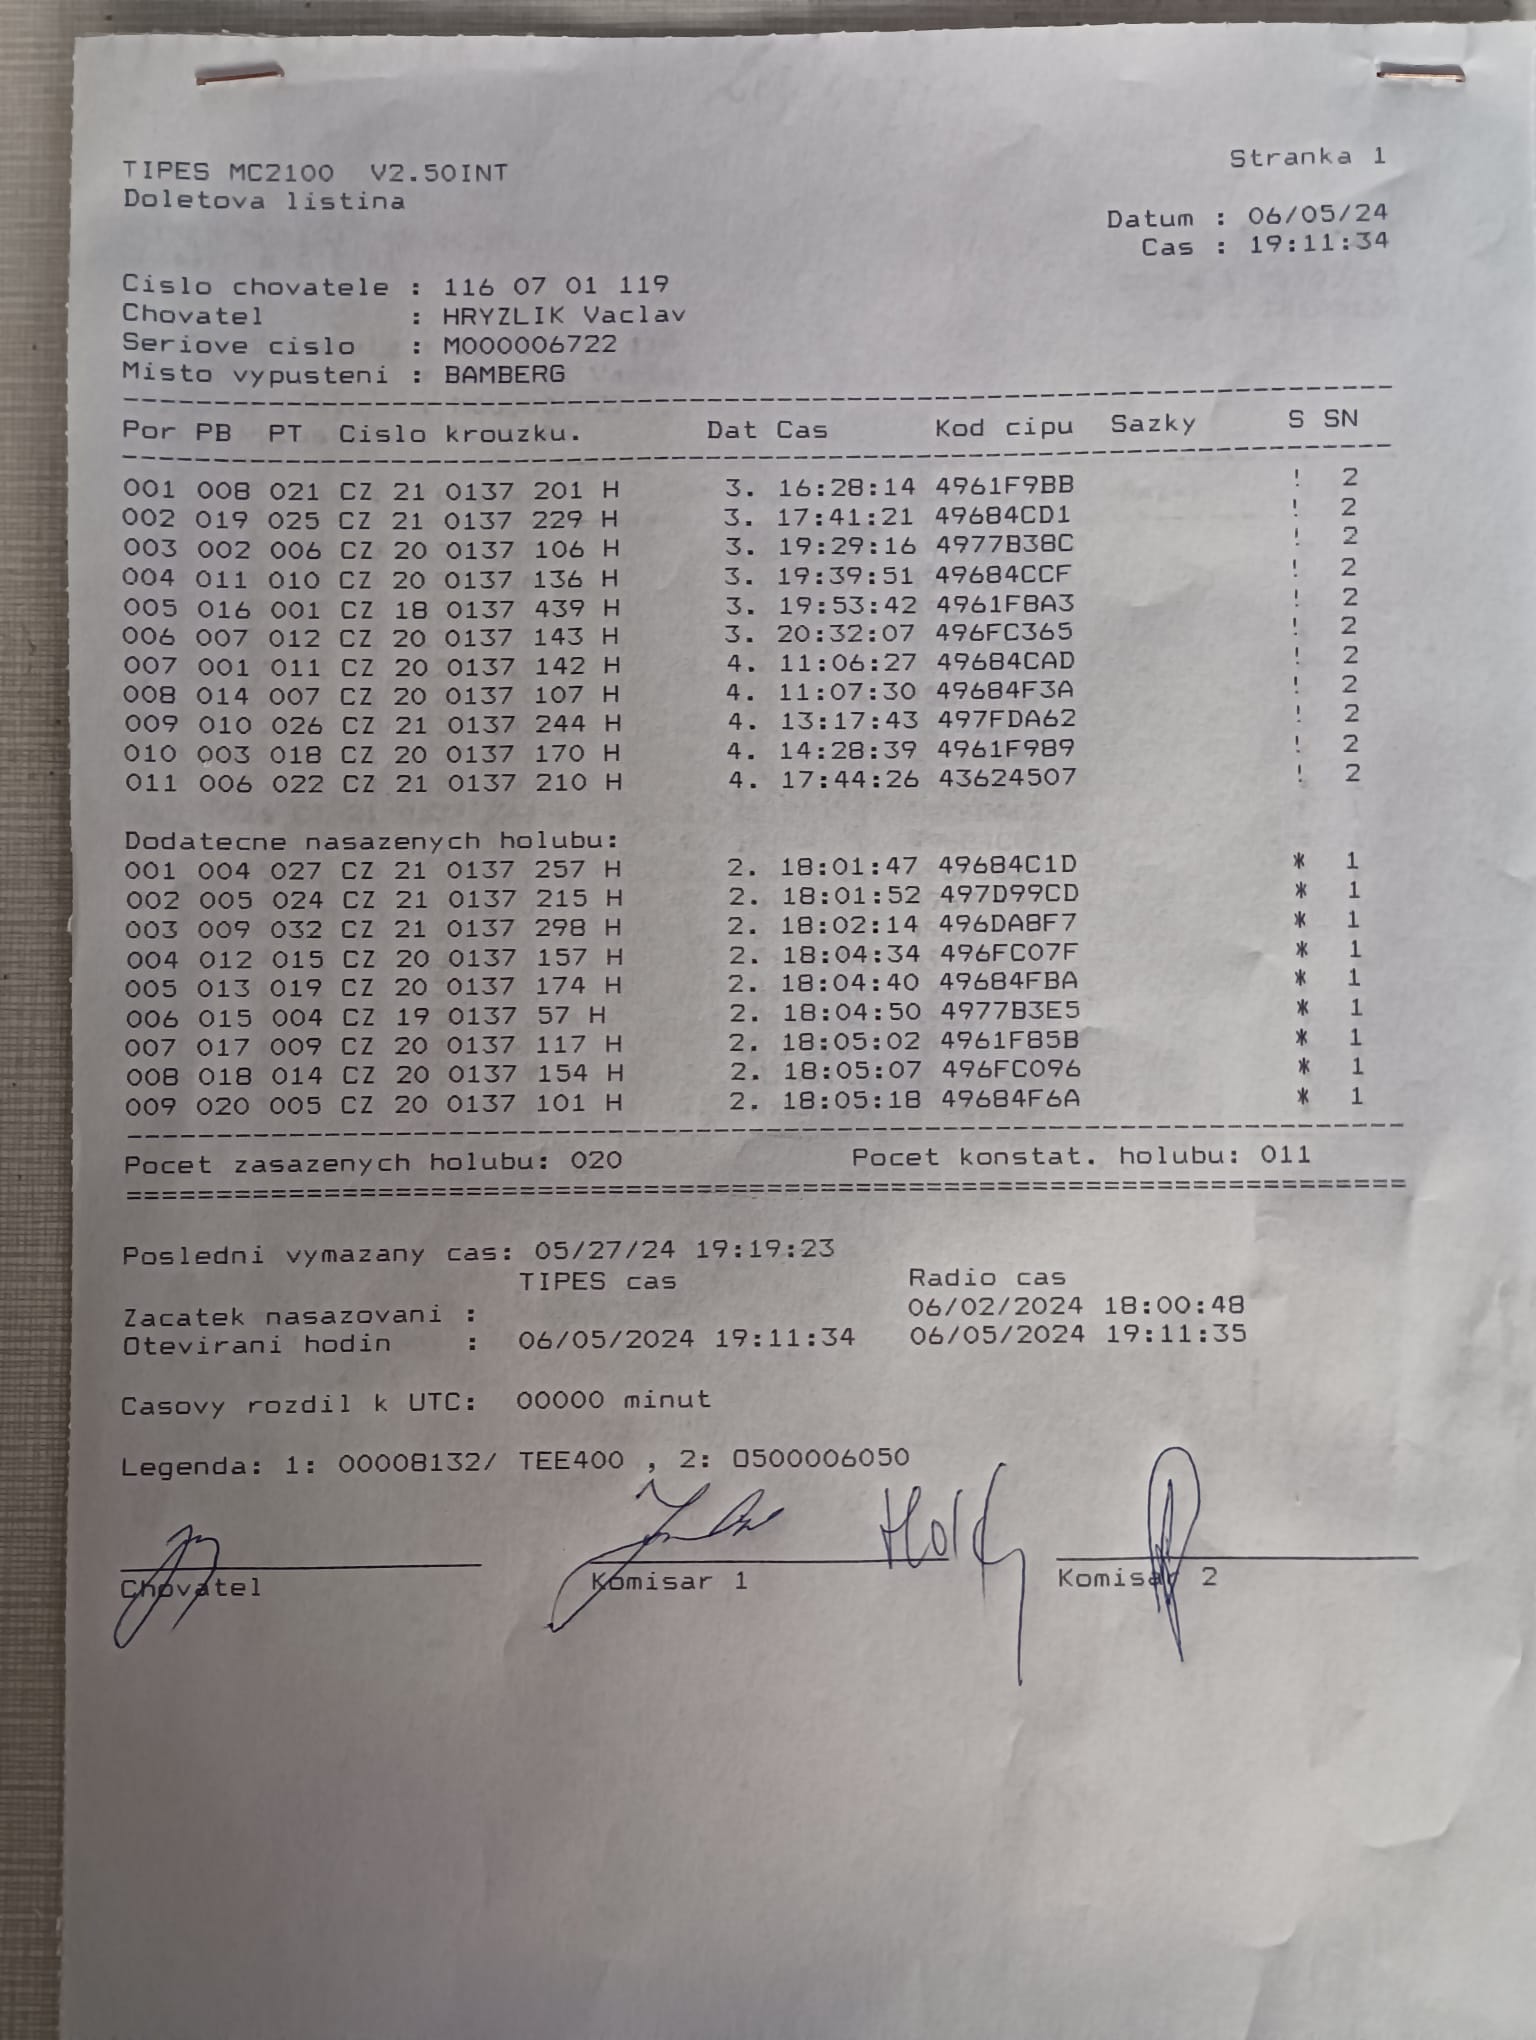 Stranka 1
TIPES MC2100 V2.50INT
Doletova listina
Datum : 06/05/24
Cas : 19:11:34
Cislo chovatele : 116 07 01 119
Chovatel : HRYZLIK Vaclav
Seriove cislo : M000006722
Misto vypusteni : BAMBERG
Por PB PT Cislo krouzku. Dat Cas Kod cipu Sazky S SN
001 008 021 CZ 21 0137 201 H 3. 16:28:14 4961F9BB ! 2
002 019 025 CZ 21 0137 229 H 3. 17:41:21 49684CD1 ! 2
003 002 006 CZ 20 0137 106 H 3. 19:29:16 4977B38C ! 2
004 011 010 CZ 20 0137 136 H 3. 19:39:51 49684CCF ! 2
005 016 001 CZ 18 0137 439 H 3. 19:53:42 4961FBA3 ! 2
006 007 012 CZ 20 0137 143 H 3. 20:32:07 496FC365 ! 2
007 001 011 CZ 20 0137 142 H 4. 11:06:27 49684CAD ! 2
008 014 007 CZ 20 0137 107 H 4. 11:07:30 49684F3A ! 2
009 010 026 CZ 21 0137 244 H 4. 13:17:43 497FDA62 ! 2
010 003 018 CZ 20 0137 170 H 4. 14:28:39 4961F989 ! 2
011 006 022 CZ 21 0137 210 H 4. 17:44:26 43624507 ! 2
Dodatecne nasazenych holubu:
001 004 027 CZ 21 0137 257 H 2. 18:01:47 49684C1D * 1
002 005 024 CZ 21 0137 215 H 2. 18:01:52 497D99CD * 1
003 009 032 CZ 21 0137 298 H 2. 18:02:14 496DA8F7 * 1
004 012 015 CZ 20 0137 157 H 2. 18:04:34 496FC07F * 1
005 013 019 CZ 20 0137 174 H 2. 18:04:40 49684FBA * 1
006 015 004 CZ 19 0137 57 H 2. 18:04:50 4977B3E5 * 1
007 017 009 CZ 20 0137 117 H 2. 18:05:02 4961F85B * 1
008 018 014 CZ 20 0137 154 H 2. 18:05:07 496FC096 * 1
009 020 005 CZ 20 0137 101 H 2. 18:05:18 49684F6A * 1
Pocet zasazenych holubu: 020 Pocet konstat. holubu: 011
Posledni vymazany cas: 05/27/24 19:19:23
TIPES cas Radio cas
Zacatek nasazovani : 06/02/2024 18:00:48
Otevirani hodin : 06/05/2024 19:11:34 06/05/2024 19:11:35
Casovy rozdil k UTC: 00000 minut
Legenda: 1: 00008132/ TEE400 , 2: 0500006050
Chovatel Komisar 1 Komisar 2